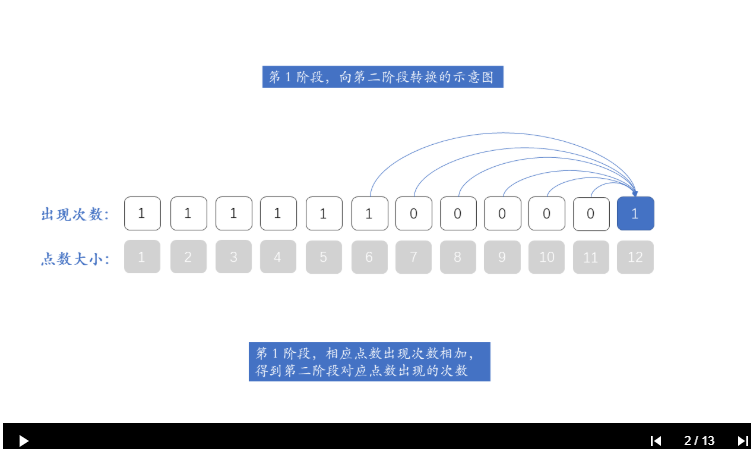 第 1 阶段，向第二阶段转换的示意图
出现次数： 1 1 1 1 1 1 0 0 0 0 0 1
点数大小： 1 2 3 4 5 6 7 8 9 10 11 12
第 1 阶段，相应点数出现次数相加，
得到第二阶段对应点数出现的次数
2 / 13